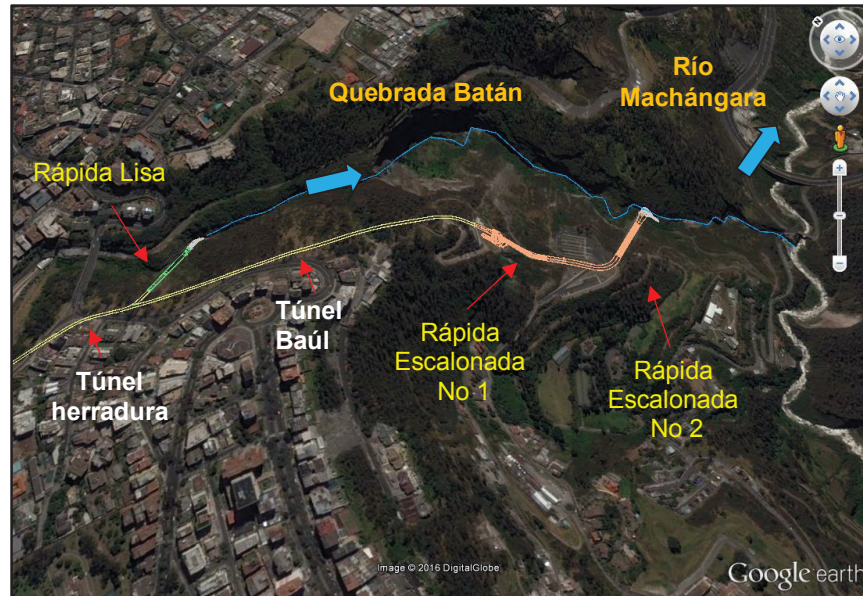 Quebrada Batán
Río
Machángara
Rápida Lisa
Túnel
Baúl
Rápida
Escalonada
No 1
Rápida
Escalonada
No 2
Túnel
herradura
Image © 2016 DigitalGlobe
Google earth